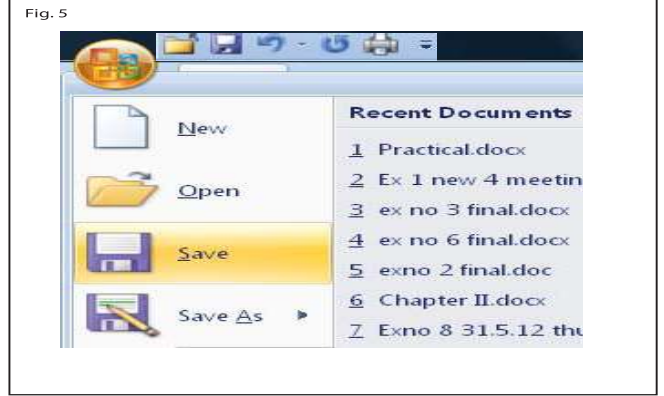 Fig. 5
New
Open
Save
Save As
Recent Documents
1 Practical.docx
2 Ex 1 new 4 meetin
3 ex no 3 final.docx
4 ex no 6 final.docx
5 exno 2 final.doc
6 Chapter II.docx
7 Exno 8 31.5.12 thu